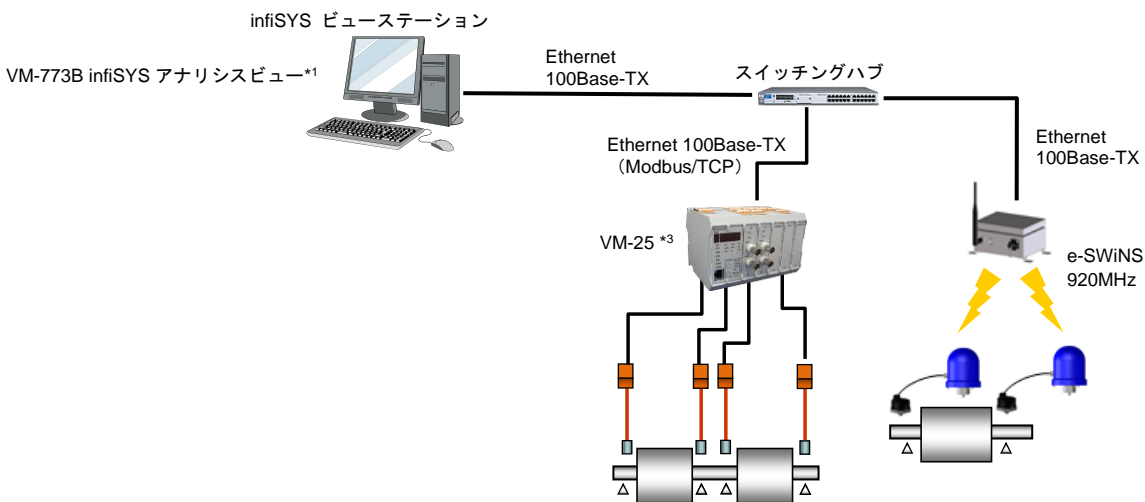 infiSYS ビューステーション
VM-773B infiSYS アナリシスビュー*1
Ethernet
100Base-TX
スイッチングハブ
Ethernet 100Base-TX
（Modbus/TCP）
Ethernet
100Base-TX
VM-25 *3
e-SWiNS
920MHz